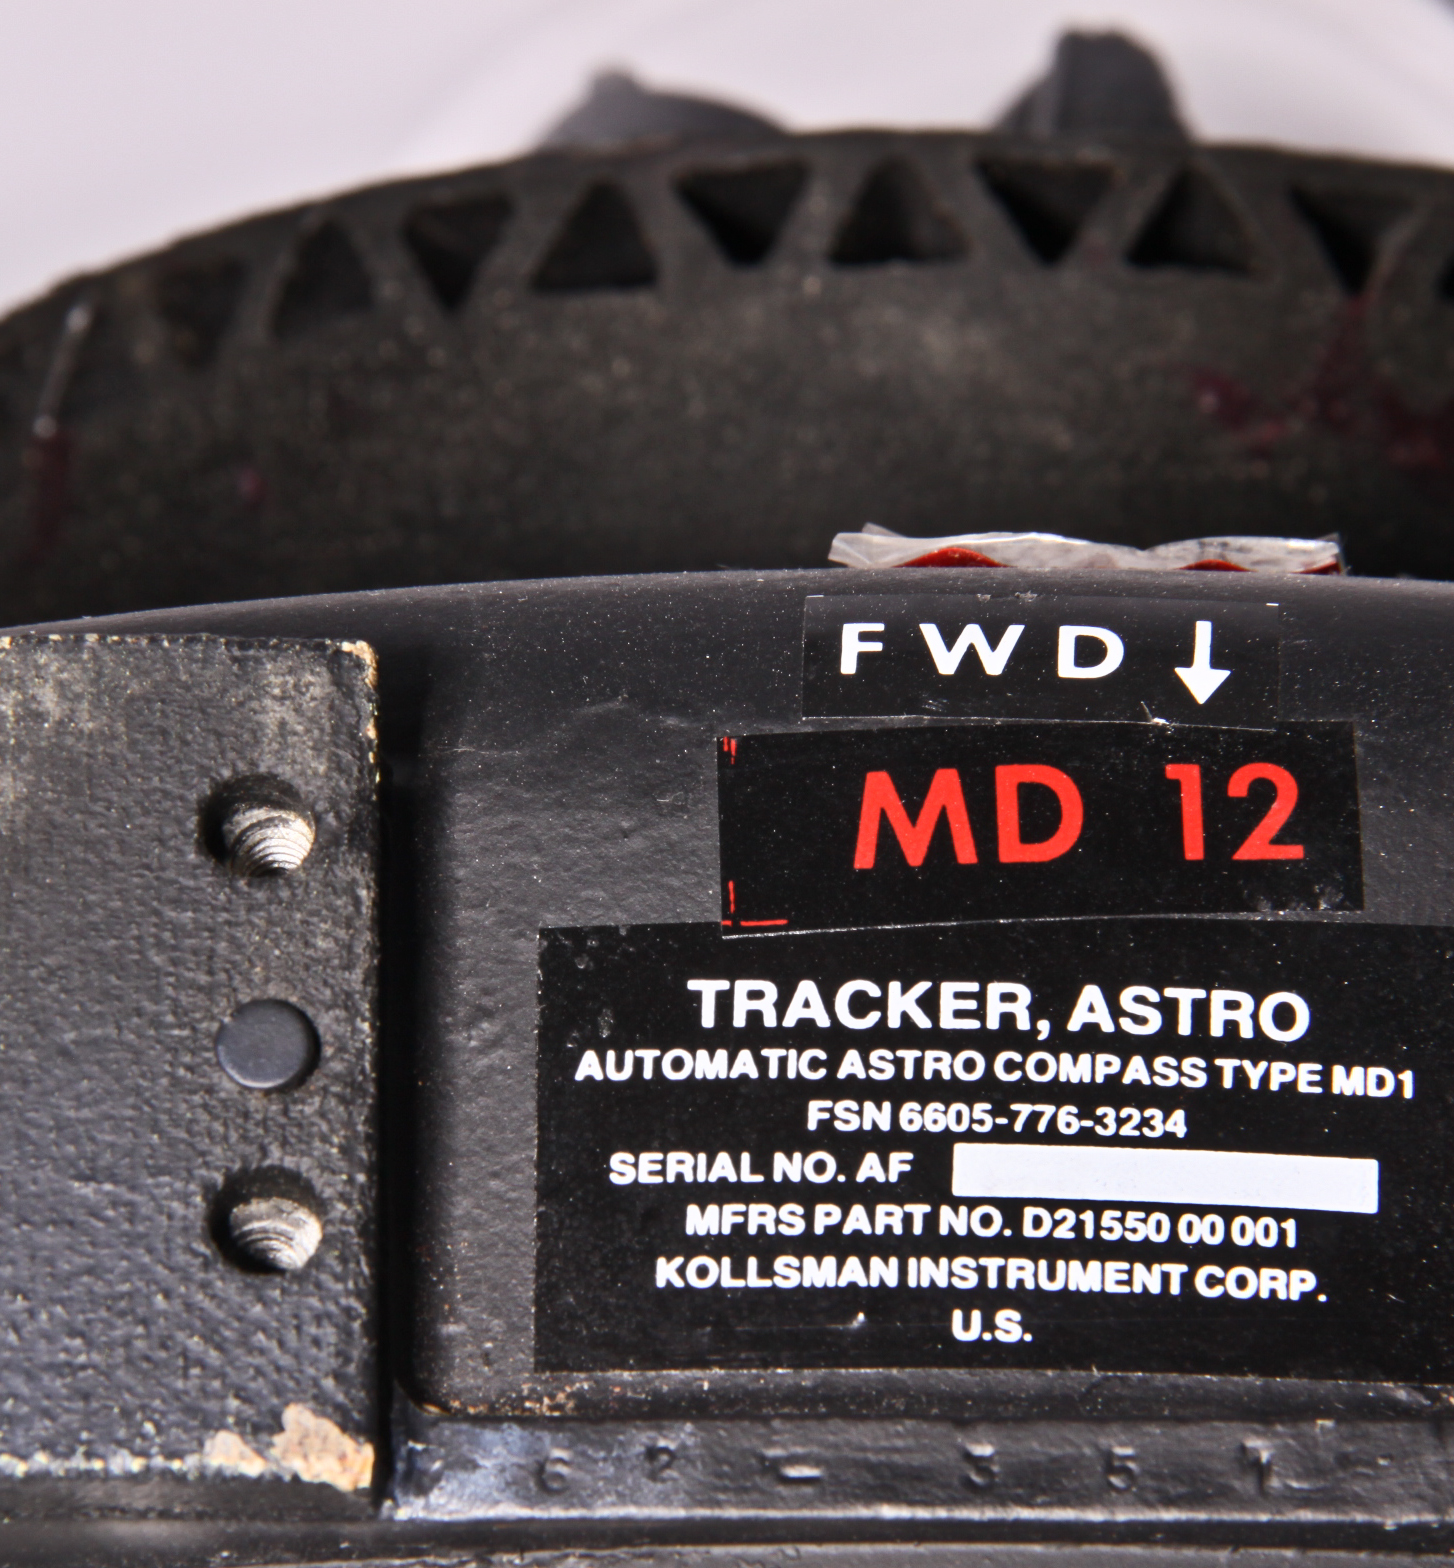 FWD↓
MD 12
TRACKER, ASTRO
AUTOMATIC ASTRO COMPASS TYPE MD1
FSN 6605-776-3234
SERIAL NO. AF
MFRS PART NO. D21550 00 001
KOLLSMAN INSTRUMENT CORP.
U.S.